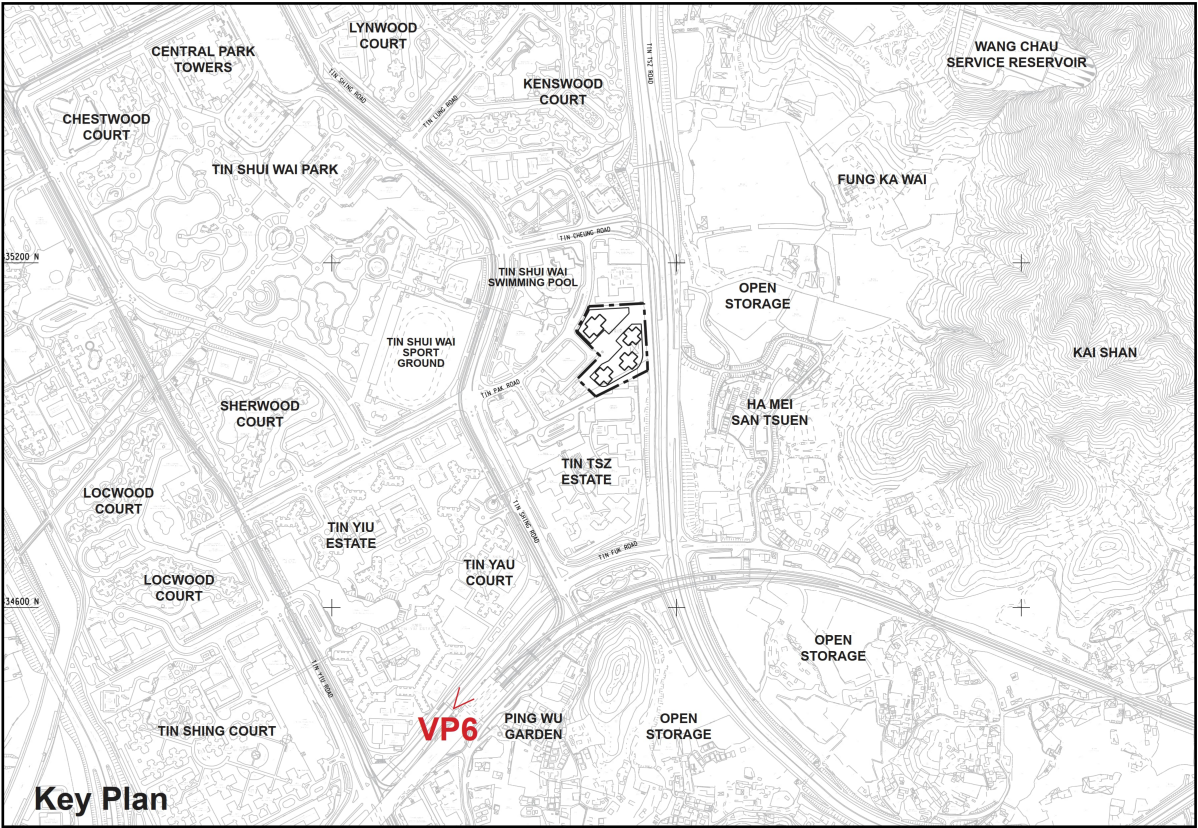 LYNWOOD
COURT
CENTRAL PARK
TOWERS
WANG CHAU
SERVICE RESERVOIR
TIN TSZ ROAD
TIN SHING ROAD
KENSWOOD
COURT
TIN LUNG ROAD
CHESTWOOD
COURT
TIN SHUI WAI PARK
FUNG KA WAI
TIN CHEUNG ROAD
35200 N
TIN SHUI WAI
SWIMMING POOL
OPEN
STORAGE
TIN SHUI WAI
SPORT
GROUND
KAI SHAN
TIN PAK ROAD
SHERWOOD
COURT
HA MEI
SAN TSUEN
TIN TSZ
ESTATE
LOCWOOD
COURT
TIN SHING ROAD
TIN YIU
ESTATE
TIN FUK ROAD
TIN YAU
COURT
LOCWOOD
COURT
34600 N
OPEN
STORAGE
TIN YIU ROAD
VP6
TIN SHING COURT
PING WU
GARDEN
OPEN
STORAGE
Key Plan